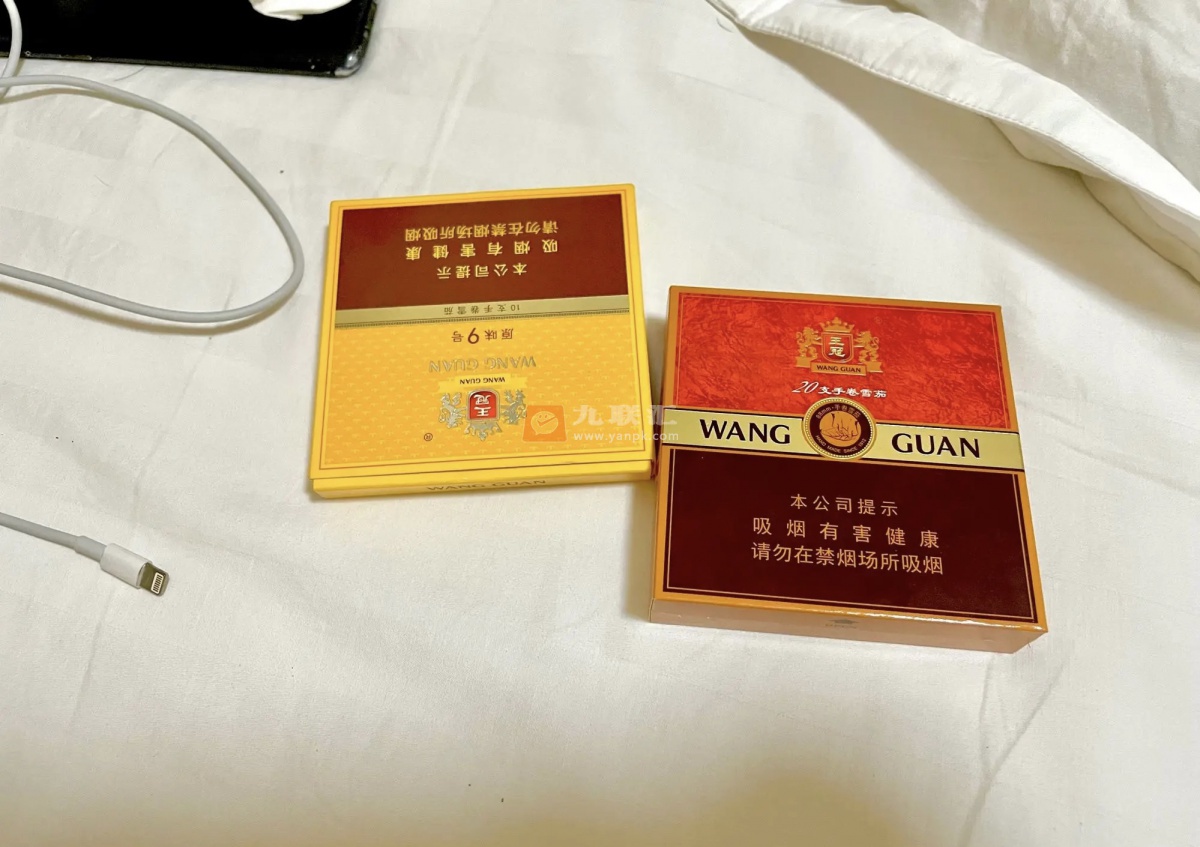 本公司提示
吸烟有害健康
请勿在禁烟场所吸烟
10支手卷雪茄
原味9号
WANG GUAN
WANG GUAN
王冠
®
WANG GUAN
九联汇
www.yanpk.com
王冠
WANG GUAN
20支手卷雪茄
WANG GUAN
本公司提示
吸烟有害健康
请勿在禁烟场所吸烟